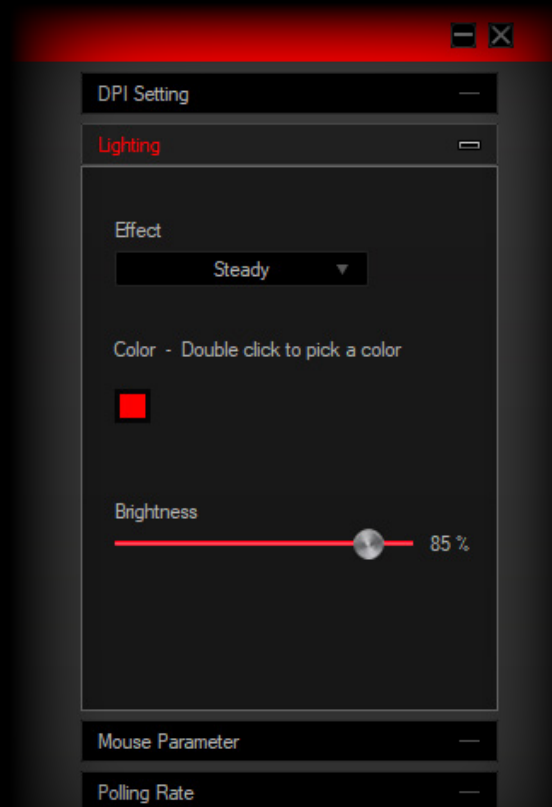 DPI Setting
Lighting
Effect
Steady
Color - Double click to pick a color
Brightness
85 %
Mouse Parameter
Polling Rate